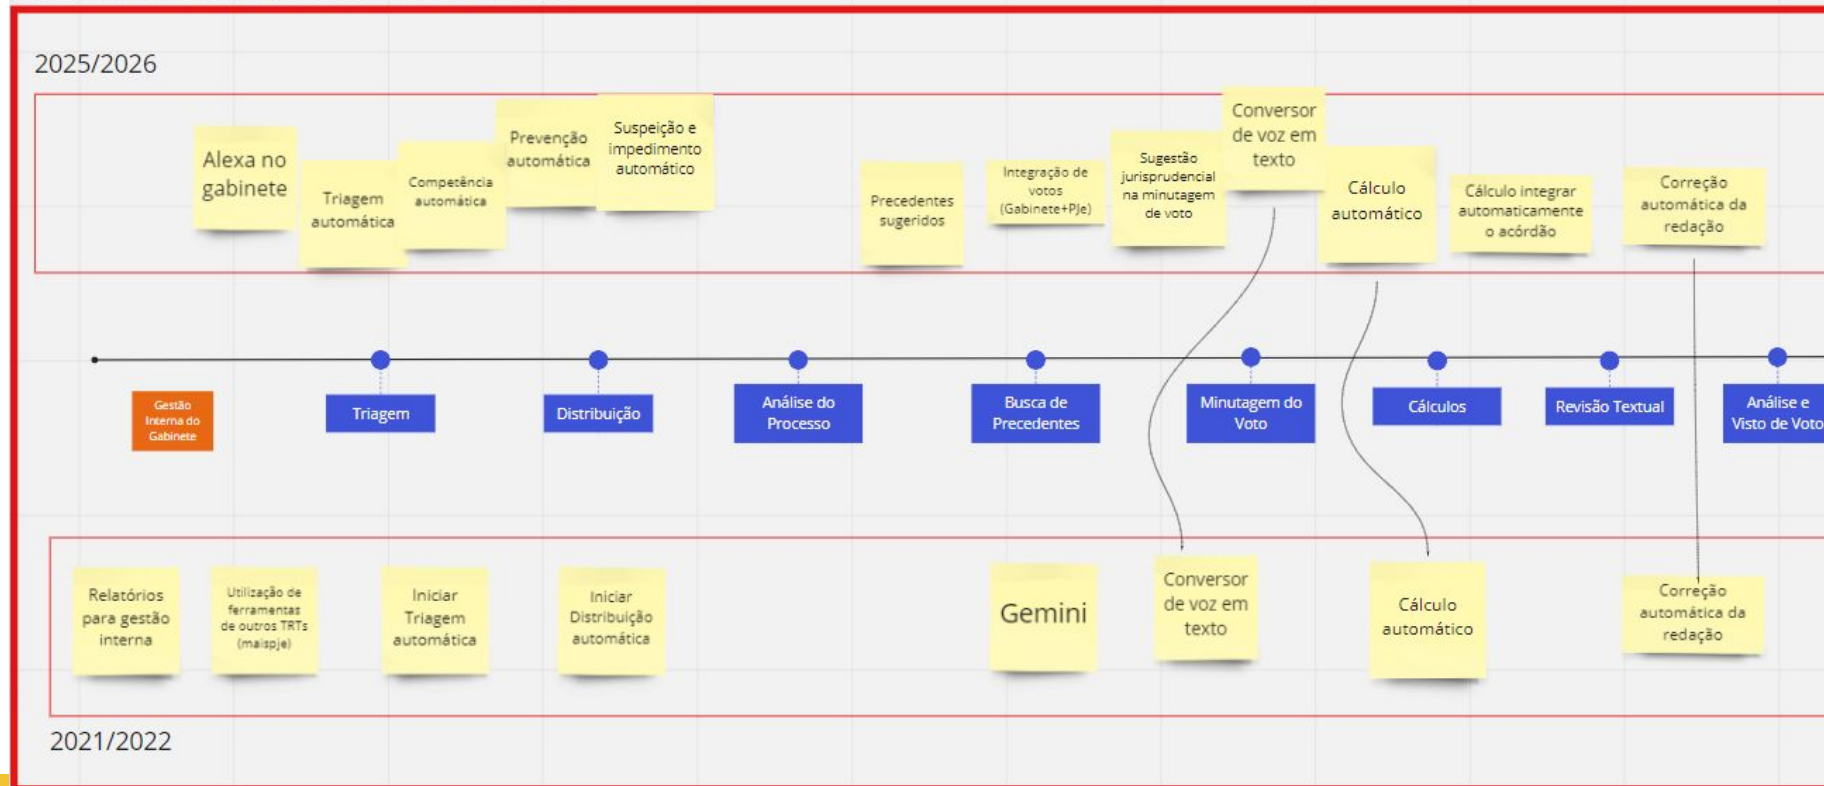 2025/2026
Alexa no
gabinete
Triagem
automática
Competência
automática
Prevenção
automática
Suspeição e
impedimento
automático
Precedentes
sugeridos
Integração de
votos
(Gabinete+PJe)
Sugestão
jurisprudencial
na minutagem
de voto
Conversor
de voz em
texto
Cálculo
automático
Cálculo integrar
automaticamente
o acórdão
Correção
automática da
redação
Gestão
Interna do
Gabinete
Triagem
Distribuição
Análise do
Processo
Busca de
Precedentes
Minutagem do
Voto
Cálculos
Revisão Textual
Análise e
Visto de Voto
Relatórios
para gestão
interna
Utilização de
ferramentas
de outros TRTs
(maispje)
Iniciar
Triagem
automática
Iniciar
Distribuição
automática
Gemini
Conversor
de voz em
texto
Cálculo
automático
Correção
automática da
redação
2021/2022